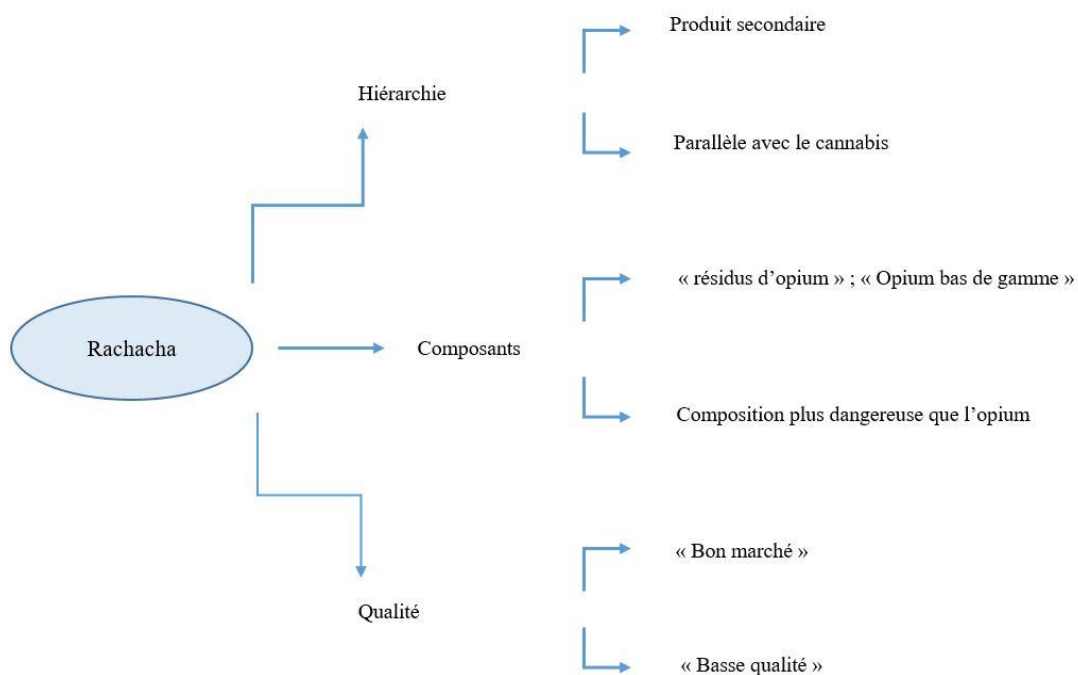 Rachacha
Hiérarchie
Produit secondaire
Parallèle avec le cannabis
Composants
« résidus d’opium » ; « Opium bas de gamme »
Composition plus dangereuse que l’opium
Qualité
« Bon marché »
« Basse qualité »